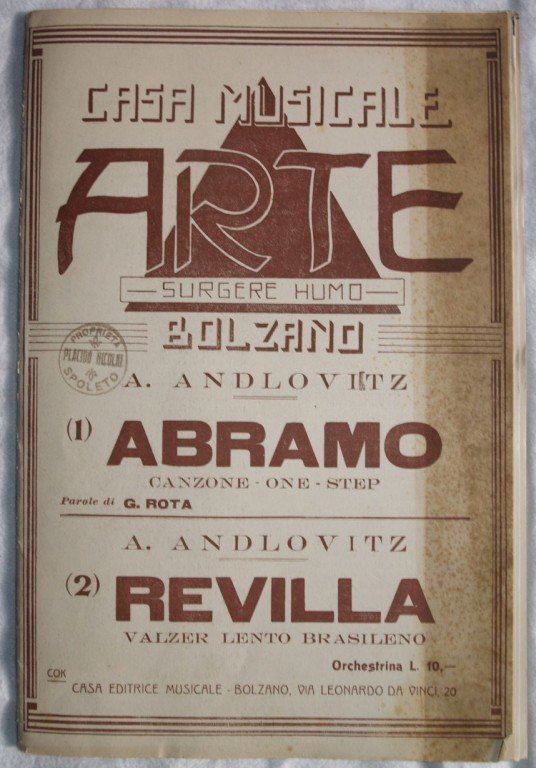 CASA MUSICALE
ARTE
SURGERE HUMO
BOLZANO
PROPRIETÀ
PLACIDO NICOLAI
SPOLETO
A. ANDLOVITZ
(1) ABRAMO
CANZONE - ONE - STEP
Parole di G. ROTA
A. ANDLOVITZ
(2) REVILLA
VALZER LENTO BRASILENO
Orchestrina L. 10,—
COK
CASA EDITRICE MUSICALE - BOLZANO, VIA LEONARDO DA VINCI, 20